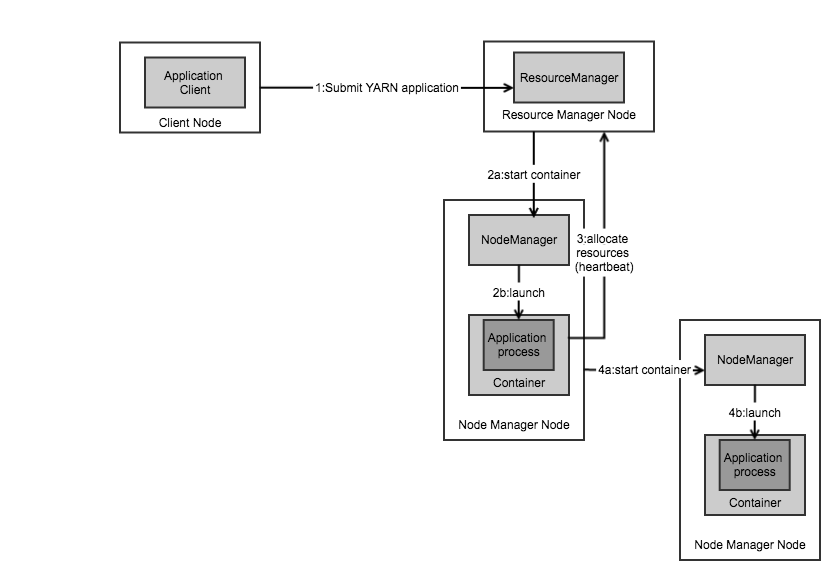 Application
Client
Client Node
1:Submit YARN application
ResourceManager
Resource Manager Node
2a:start container
NodeManager
2b:launch
Application
process
Container
Node Manager Node
3:allocate
resources
(heartbeat)
4a:start container
NodeManager
4b:launch
Application
process
Container
Node Manager Node